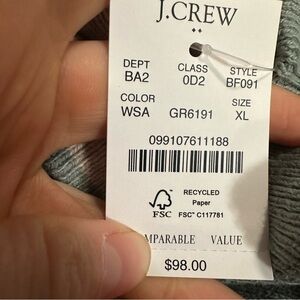 J.CREW
DEPT CLASS STYLE
BA2 0D2 BF091
COLOR SIZE
WSA GR6191 XL
099107611188
RECYCLED
Paper
FSC FSC® C117781
MPARABLE VALUE
$98.00